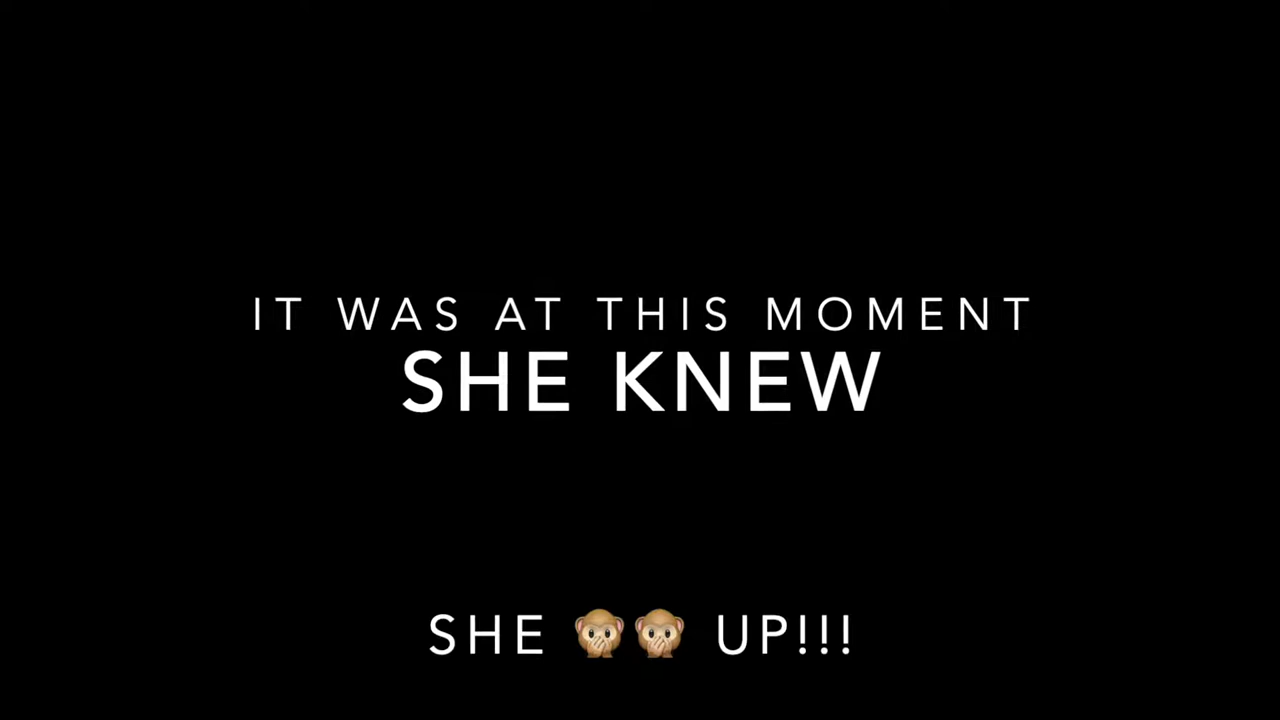 IT WAS AT THIS MOMENT
SHE KNEW
SHE 🙊🙊 UP!!!